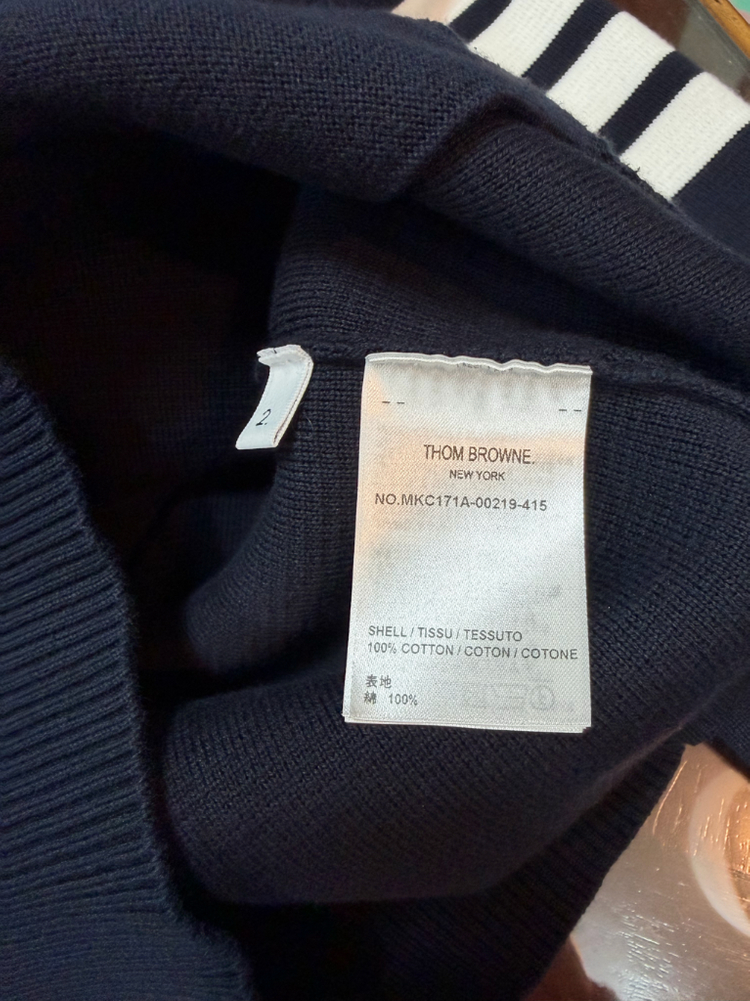 2.
THOM BROWNE.
NEW YORK
NO.MKC171A-00219-415
SHELL / TISSU / TESSUTO
100% COTTON / COTON / COTONE
表地
綿 100%